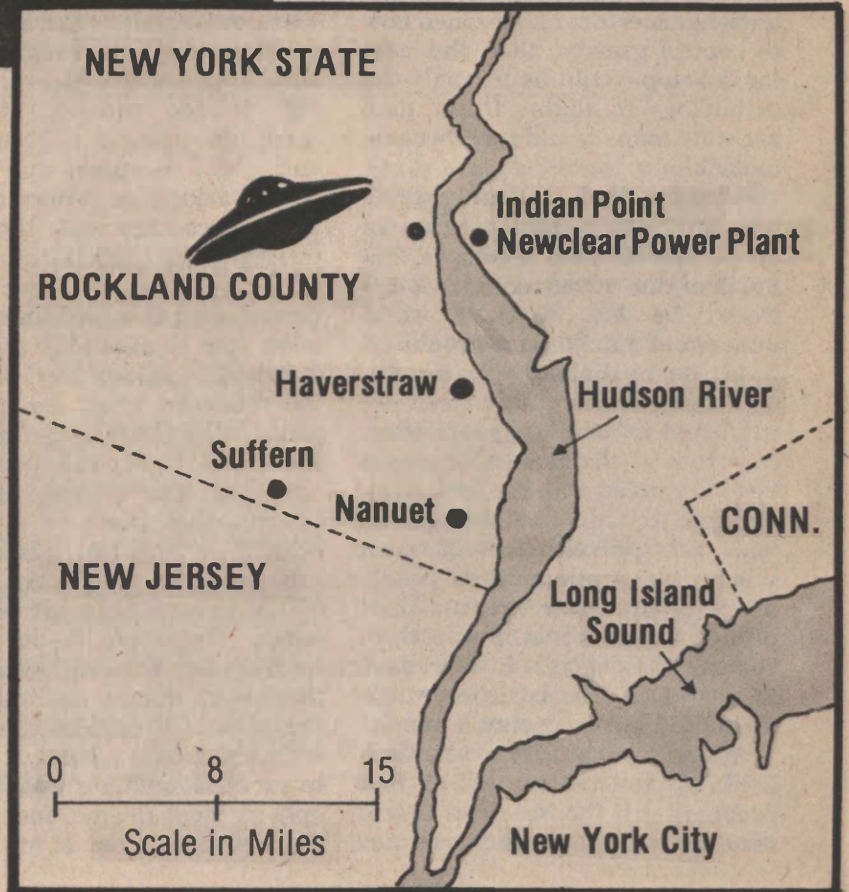 NEW YORK STATE
Indian Point
Newclear Power Plant
ROCKLAND COUNTY
Haverstraw
Hudson River
Suffern
Nanuet
CONN.
NEW JERSEY
Long Island
Sound
0 8 15
Scale in Miles
New York City